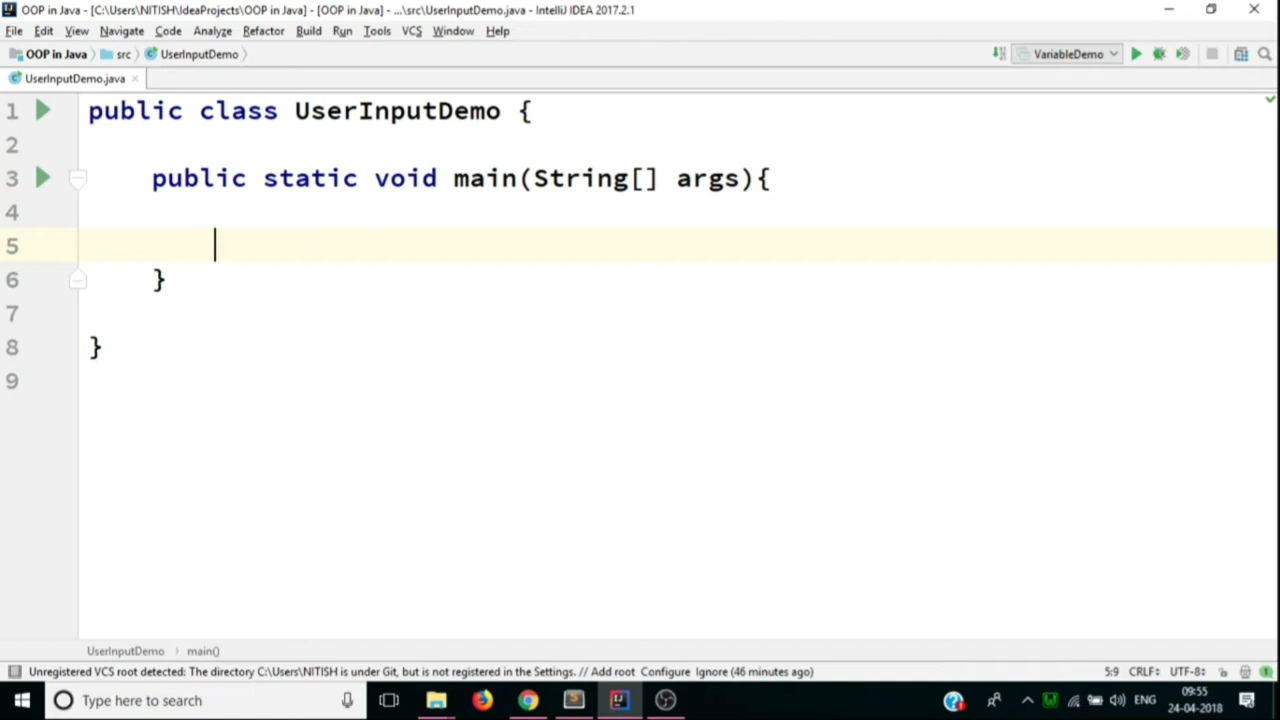 OOP in Java - [C:\Users\NITISH\IdeaProjects\OOP in Java] - [OOP in Java] - ...\src\UserInputDemo.java - IntelliJ IDEA 2017.2.1
File Edit View Navigate Code Analyze Refactor Build Run Tools VCS Window Help
OOP in Java src UserInputDemo VariableDemo
UserInputDemo.java
1 public class UserInputDemo {
2
3 public static void main(String[] args){
4
5
6 }
7
8 }
9
UserInputDemo main()
Unregistered VCS root detected: The directory C:\Users\NITISH is under Git, but is not registered in the Settings. // Add root Configure Ignore (46 minutes ago) 5:9 CRLF UTF-8
Type here to search ENG 09:55
24-04-2018